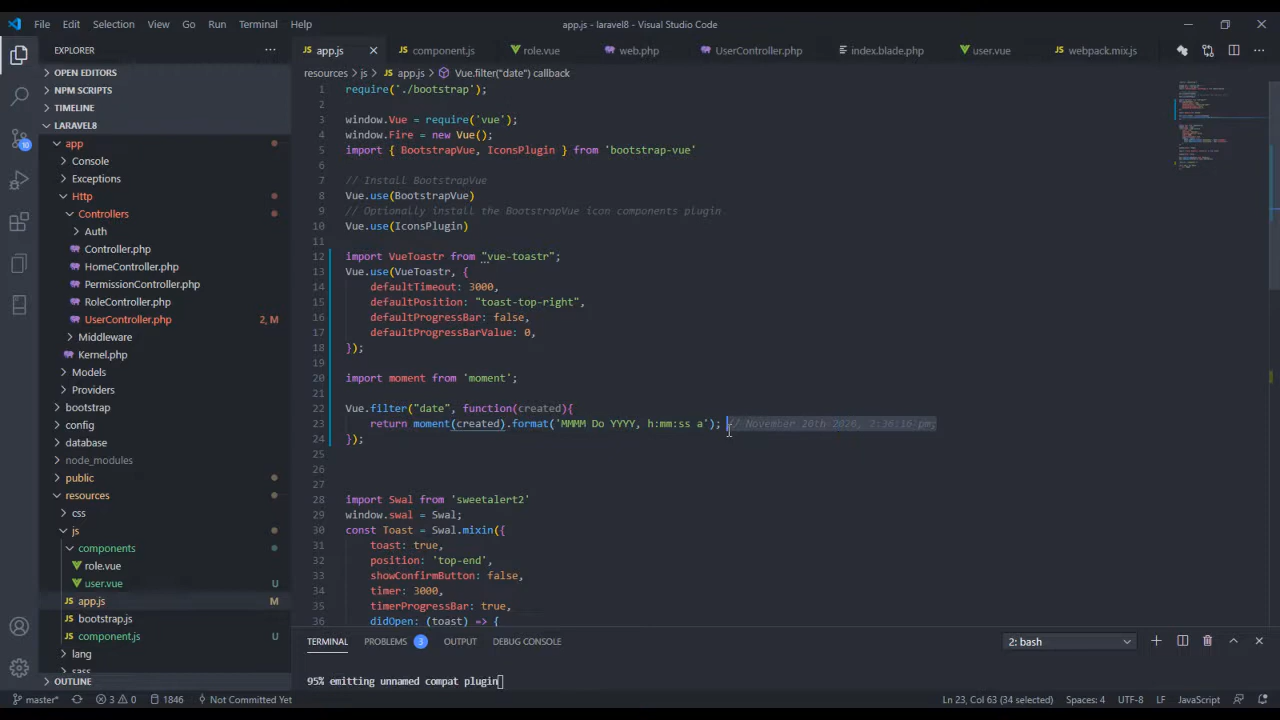 File Edit Selection View Go Run Terminal Help
app.js - laravel8 - Visual Studio Code
EXPLORER
OPEN EDITORS
NPM SCRIPTS
TIMELINE
LARAVEL8
app
Console
Exceptions
Http
Controllers
Auth
Controller.php
HomeController.php
PermissionController.php
RoleController.php
UserController.php 2, M
Middleware
Kernel.php
Models
Providers
bootstrap
config
database
node_modules
public
resources
css
js
components
role.vue
user.vue U
app.js M
bootstrap.js
component.js U
lang
OUTLINE
10
app.js component.js role.vue web.php UserController.php index.blade.php user.vue webpack.mix.js
resources > js > app.js > Vue.filter("date") callback
1 require('./bootstrap');
2
3 window.Vue = require('vue');
4 window.Fire = new Vue();
5 import { BootstrapVue, IconsPlugin } from 'bootstrap-vue'
6
7 // Install BootstrapVue
8 Vue.use(BootstrapVue)
9 // Optionally install the BootstrapVue icon components plugin
10 Vue.use(IconsPlugin)
11
12 import VueToastr from "vue-toastr";
13 Vue.use(VueToastr, {
14 defaultTimeout: 3000,
15 defaultPosition: "toast-top-right",
16 defaultProgressBar: false,
17 defaultProgressBarValue: 0,
18 });
19
20 import moment from 'moment';
21
22 Vue.filter("date", function(created){
23 return moment(created).format('MMMM Do YYYY, h:mm:ss a'); // November 20th 2020, 2:36:16 pm;
24 });
25
26
27
28 import Swal from 'sweetalert2'
29 window.swal = Swal;
30 const Toast = Swal.mixin({
31 toast: true,
32 position: 'top-end',
33 showConfirmButton: false,
34 timer: 3000,
35 timerProgressBar: true,
36 didOpen: (toast) => {
TERMINAL PROBLEMS 3 OUTPUT DEBUG CONSOLE
2: bash
95% emitting unnamed compat plugin
master* 3 0 1846 Not Committed Yet
Ln 23, Col 63 (34 selected) Spaces: 4 UTF-8 LF JavaScript